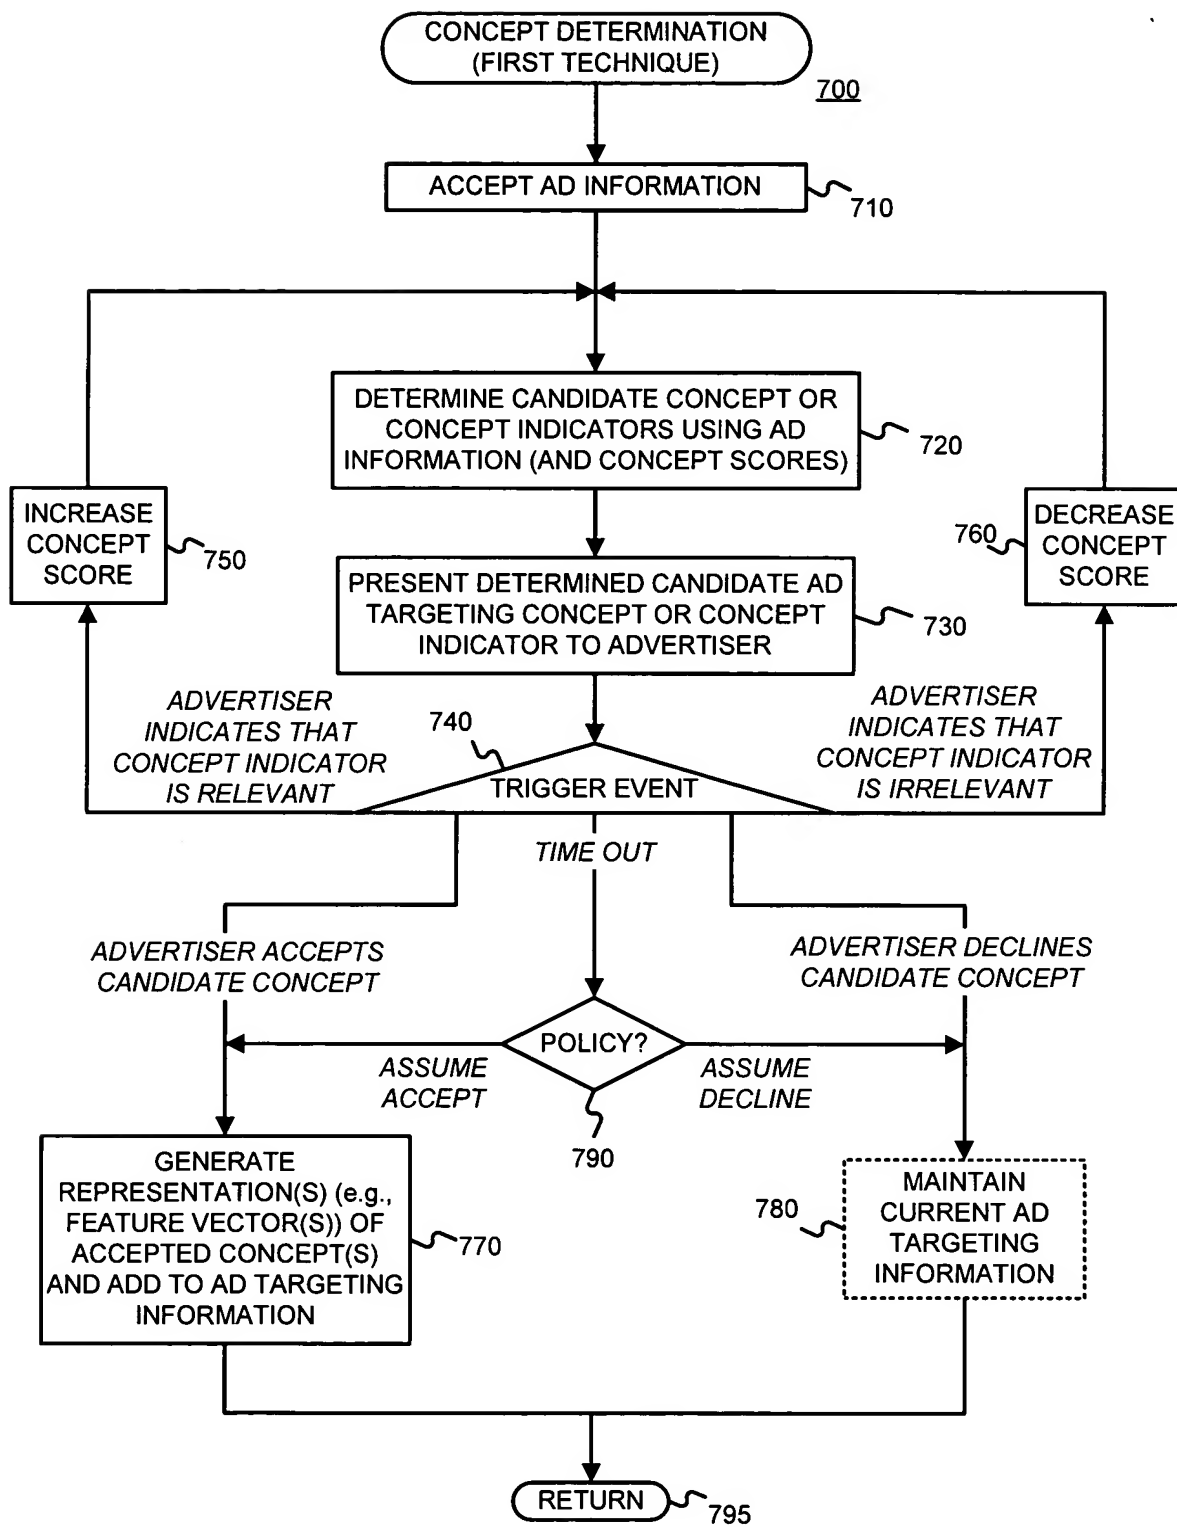 CONCEPT DETERMINATION
(FIRST TECHNIQUE)
700
ACCEPT AD INFORMATION
710
DETERMINE CANDIDATE CONCEPT OR
CONCEPT INDICATORS USING AD
INFORMATION (AND CONCEPT SCORES)
720
INCREASE
CONCEPT
SCORE
750
760
DECREASE
CONCEPT
SCORE
PRESENT DETERMINED CANDIDATE AD
TARGETING CONCEPT OR CONCEPT
INDICATOR TO ADVERTISER
730
ADVERTISER
INDICATES THAT
CONCEPT INDICATOR
IS RELEVANT
740
TRIGGER EVENT
ADVERTISER
INDICATES THAT
CONCEPT INDICATOR
IS IRRELEVANT
TIME OUT
ADVERTISER ACCEPTS
CANDIDATE CONCEPT
ADVERTISER DECLINES
CANDIDATE CONCEPT
POLICY?
ASSUME
ACCEPT
ASSUME
DECLINE
790
GENERATE
REPRESENTATION(S) (e.g.,
FEATURE VECTOR(S)) OF
ACCEPTED CONCEPT(S)
AND ADD TO AD TARGETING
INFORMATION
770
780
MAINTAIN
CURRENT AD
TARGETING
INFORMATION
RETURN
795